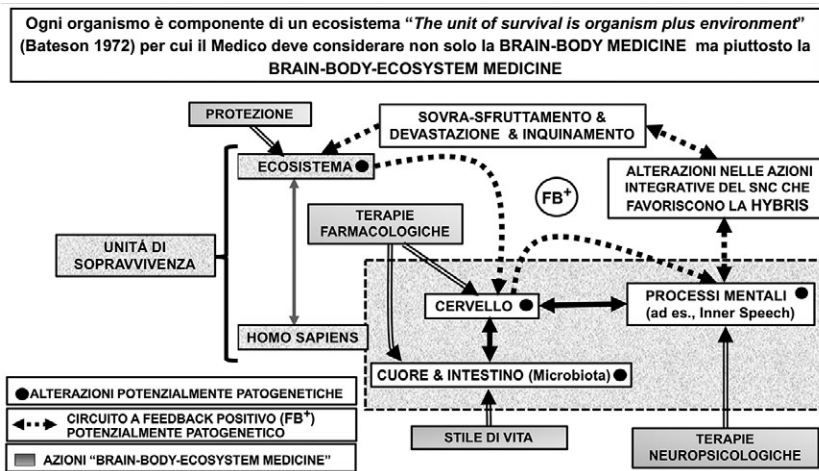 Ogni organismo è componente di un ecosistema “The unit of survival is organism plus environment”
(Bateson 1972) per cui il Medico deve considerare non solo la BRAIN-BODY MEDICINE ma piuttosto la
BRAIN-BODY-ECOSYSTEM MEDICINE
PROTEZIONE
SOVRA-SFRUTTAMENTO &
DEVASTAZIONE & INQUINAMENTO
ECOSISTEMA
ALTERAZIONI NELLE AZIONI
INTEGRATIVE DEL SNC CHE
FAVORISCONO LA HYBRIS
FB+
TERAPIE
FARMACOLOGICHE
UNITÁ DI
SOPRAVVIVENZA
CERVELLO
PROCESSI MENTALI
(ad es., Inner Speech)
HOMO SAPIENS
CUORE & INTESTINO (Microbiota)
ALTERAZIONI POTENZIALMENTE PATOGENETICHE
CIRCUITO A FEEDBACK POSITIVO (FB+)
POTENZIALMENTE PATOGENETICO
AZIONI “BRAIN-BODY-ECOSYSTEM MEDICINE”
STILE DI VITA
TERAPIE
NEUROPSICOLOGICHE